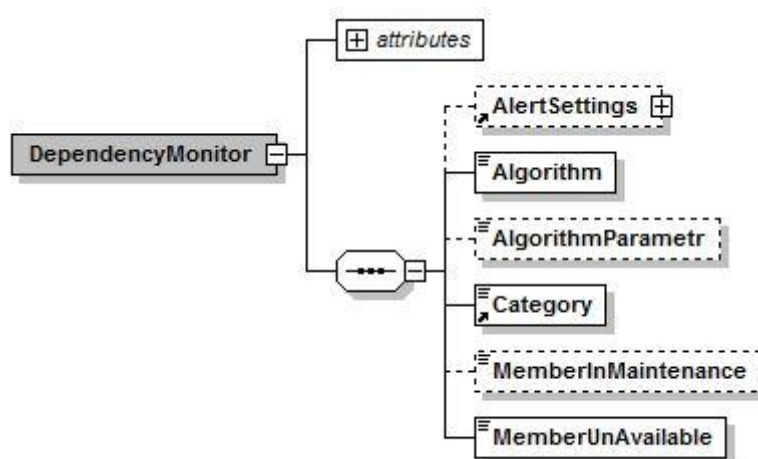 attributes
AlertSettings
DependencyMonitor
Algorithm
AlgorithmParametr
Category
MemberInMaintenance
MemberUnAvailable